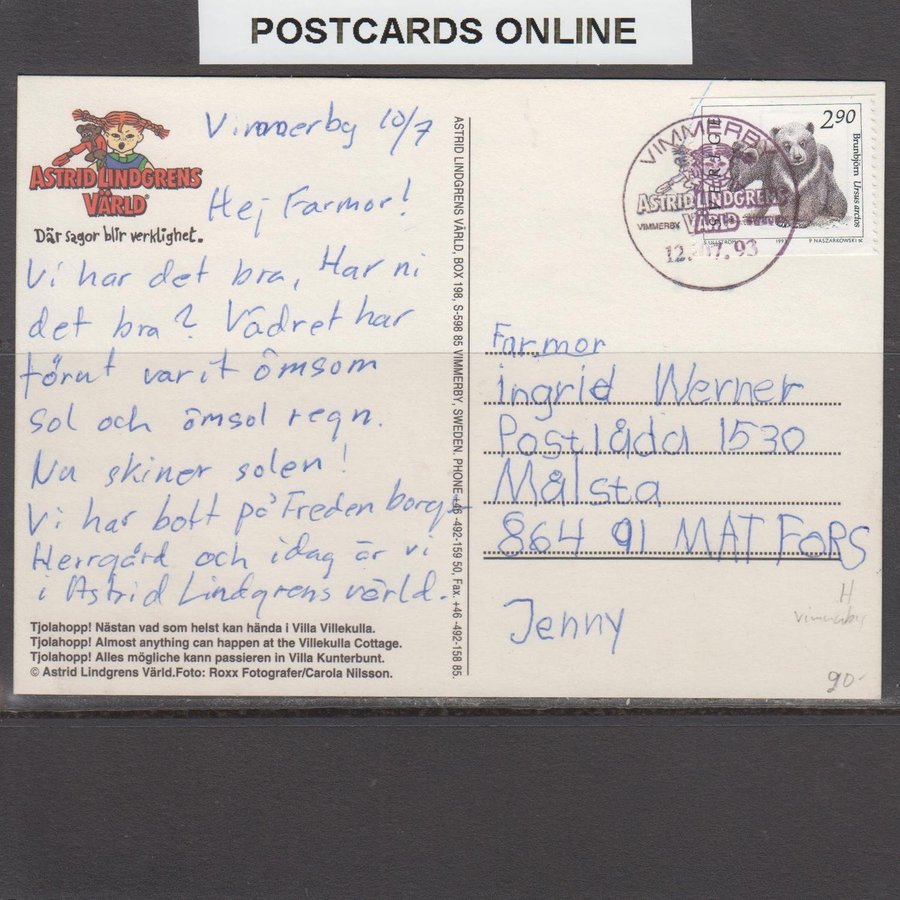 POSTCARDS ONLINE
ASTRID LINDGRENS
VÄRLD
Där sagor blir verklighet.
Vimmerby 10/7
Hej Farmor!
Vi har det bra, Har ni
det bra? Vädret har
förut varit ömsom
sol och ömsol regn.
Nu skiner solen!
Vi har bott på Fredenborgs
Herrgård och idag är vi
i Astrid Lindgrens värld.
Tjolahopp! Nästan vad som helst kan hända i Villa Villekulla.
Tjolahopp! Almost anything can happen at the Villekulla Cottage.
Tjolahopp! Alles mögliche kann passieren in Villa Kunterbunt.
© Astrid Lindgrens Värld.Foto: Roxx Fotografer/Carola Nilsson.
ASTRID LINDGRENS VÄRLD, BOX 198, S-598 85 VIMMERBY, SWEDEN. PHONE +46 -492-159 50, Fax. +46 -492-158 85.
VIMMERBY
ASTRID LINDGRENS
VÄRLD
VIMMERBY
12.07.93
SVERIGE
2.90
Brunbjörn Ursus arctos
P NASZARKOWSKI SC
Farmor
ingrid Werner
Postlåda 1530
Målsta
864 91 MATFORS
Jenny
H
Vimmerby
90-